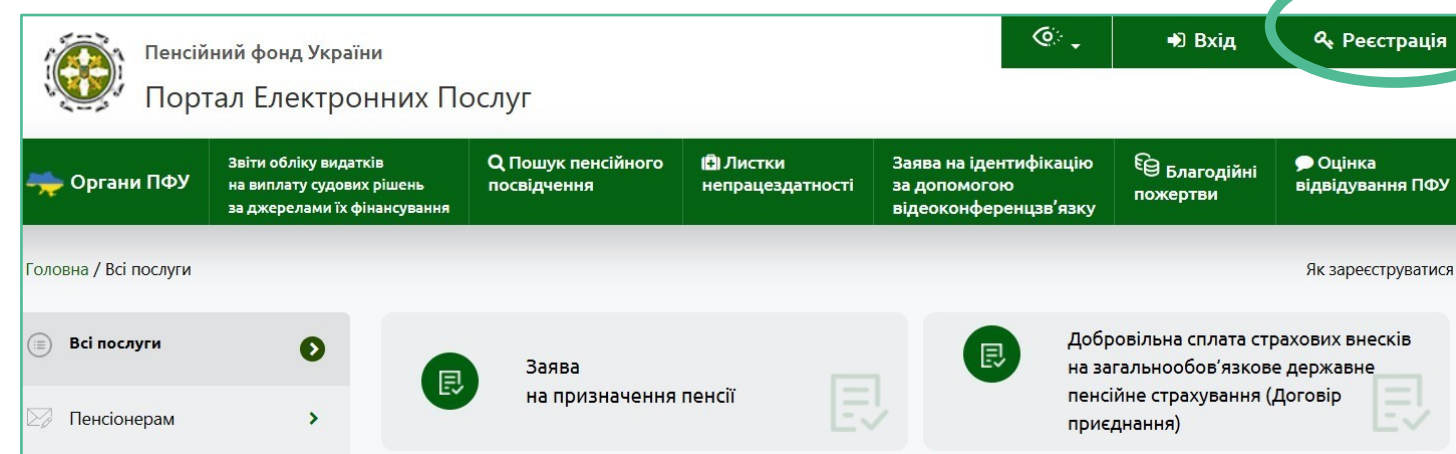 Пенсійний фонд України
Портал Електронних Послуг
Вхід
Реєстрація
Органи ПФУ
Звіти обліку видатків
на виплату судових рішень
за джерелами їх фінансування
Пошук пенсійного
посвідчення
Листки
непрацездатності
Заява на ідентифікацію
за допомогою
відеоконференцзв’язку
Благодійні
пожертви
Оцінка
відвідування ПФУ
Головна / Всі послуги
Як зареєструватися
Всі послуги
Пенсіонерам
Заява
на призначення пенсії
Добровільна сплата страхових внесків
на загальнообов’язкове державне
пенсійне страхування (Договір
приєднання)